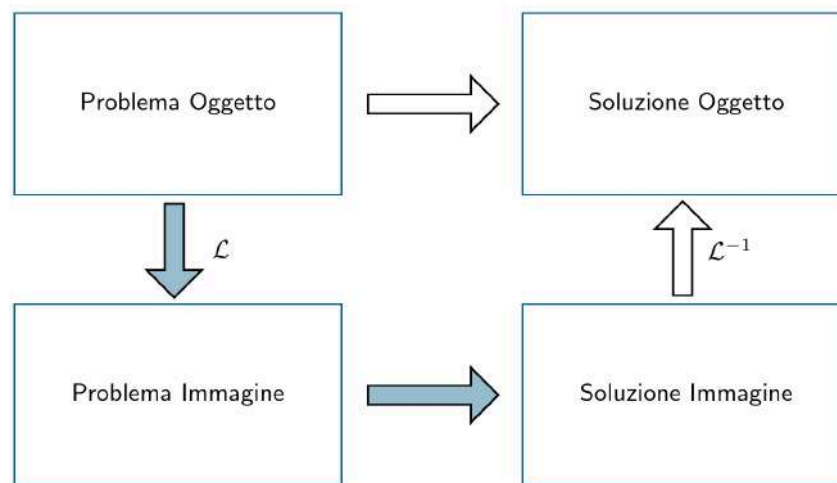 Problema Oggetto
Soluzione Oggetto
ℒ
ℒ⁻¹
Problema Immagine
Soluzione Immagine